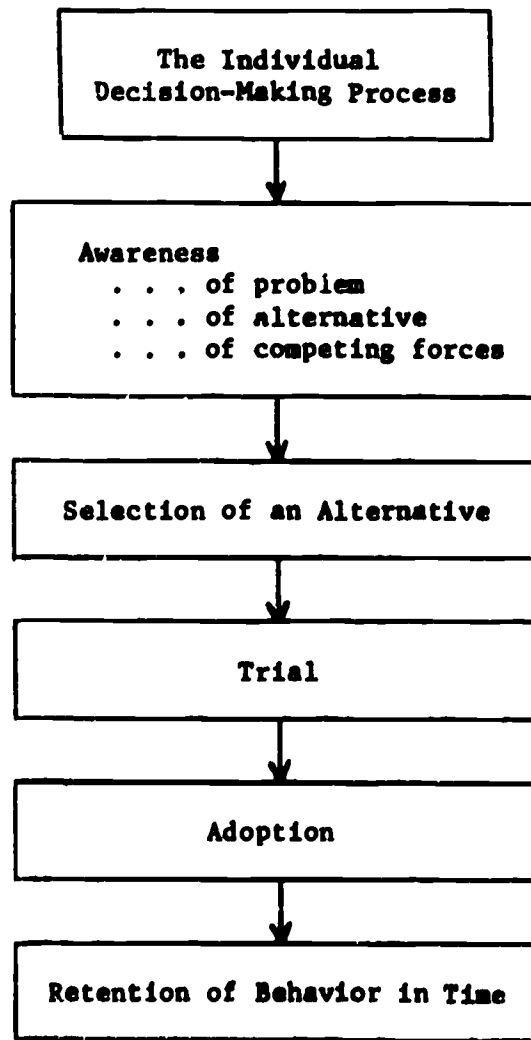 The Individual
Decision-Making Process
Awareness
. . . of problem
. . . of Alternative
. . . of competing forces
Selection of an Alternative
Trial
Adoption
Retention of Behavior in Time